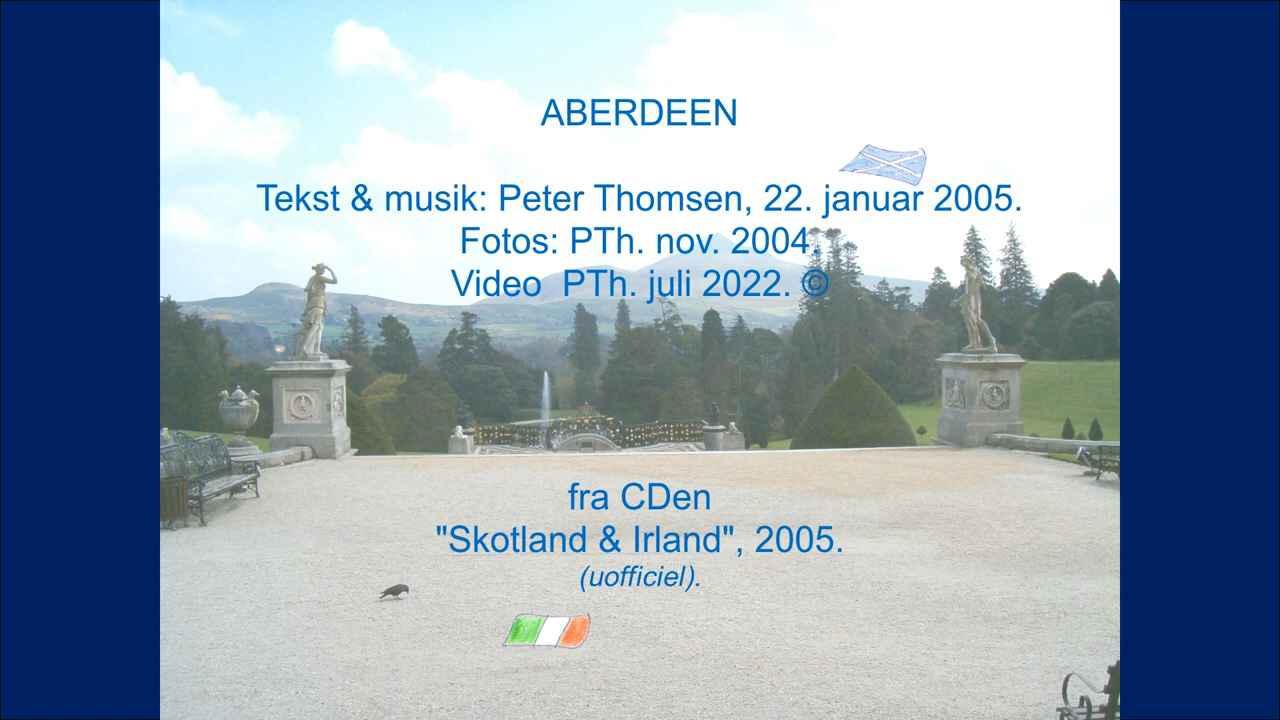 ABERDEEN
Tekst & musik: Peter Thomsen, 22. januar 2005.
Fotos: PTh. nov. 2004.
Video  PTh. juli 2022. ©
fra CDen
"Skotland & Irland", 2005.
(uofficiel).